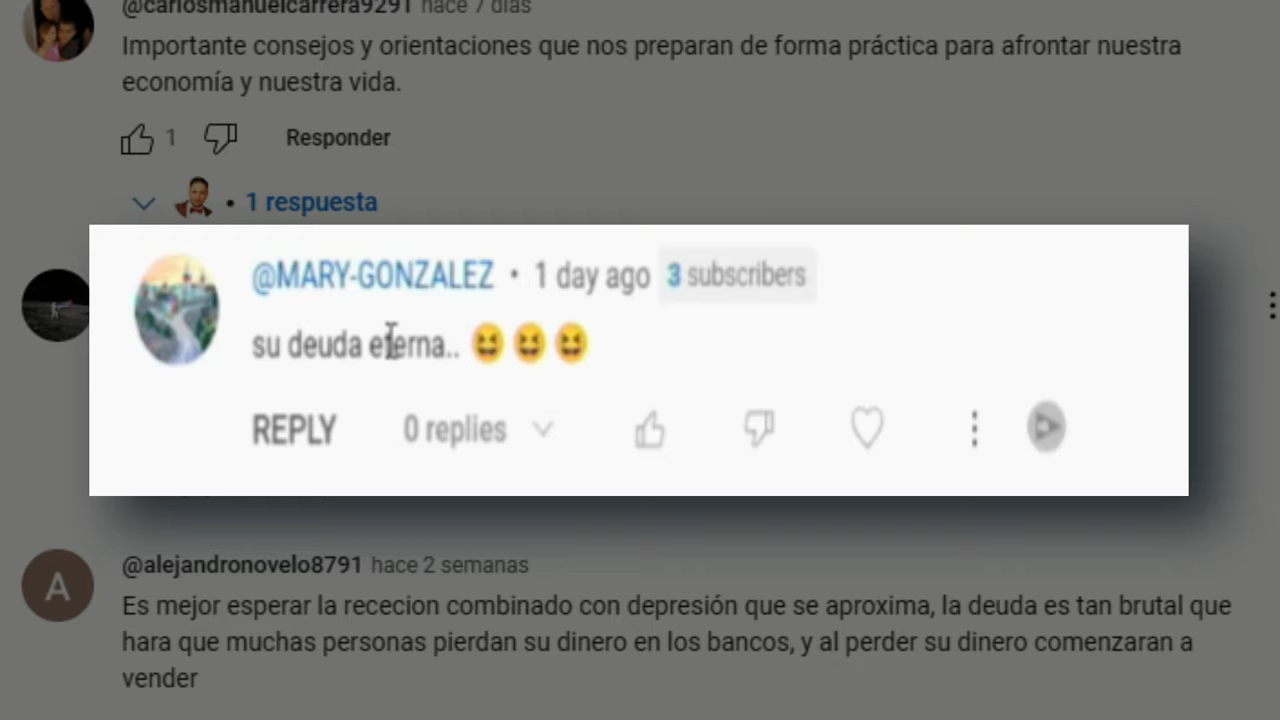 @carlosmanuelcarrera9291 hace 7 días
Importante consejos y orientaciones que nos preparan de forma práctica para afrontar nuestra
economía y nuestra vida.
1 Responder
• 1 respuesta
@MARY-GONZALEZ • 1 day ago 3 subscribers
su deuda eterna.. 😆 😆 😆
REPLY 0 replies
A
@alejandronovelo8791 hace 2 semanas
Es mejor esperar la rececion combinado con depresión que se aproxima, la deuda es tan brutal que
hara que muchas personas pierdan su dinero en los bancos, y al perder su dinero comenzaran a
vender